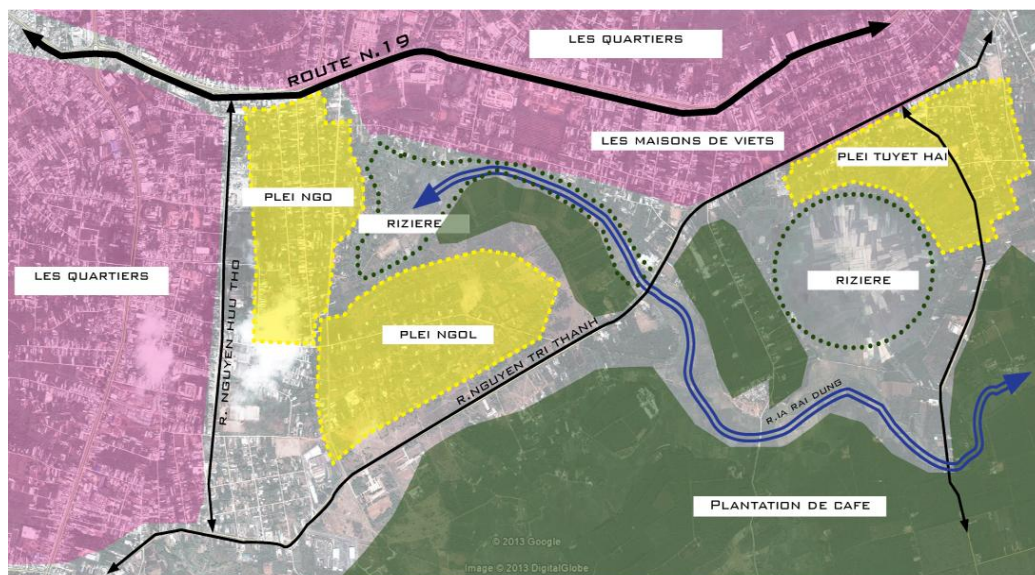 LES QUARTIERS
ROUTE N.19
LES MAISONS DE VIETS
PLEI TUYET HAI
PLEI NGO
RIZIERE
LES QUARTIERS
RIZIERE
R. NGUYEN HUU THO
PLEI NGOL
R.NGUYEN TRI THANH
R.IA RAI DUNG
PLANTATION DE CAFE
© 2013 Google
Image © 2013 DigitalGlobe